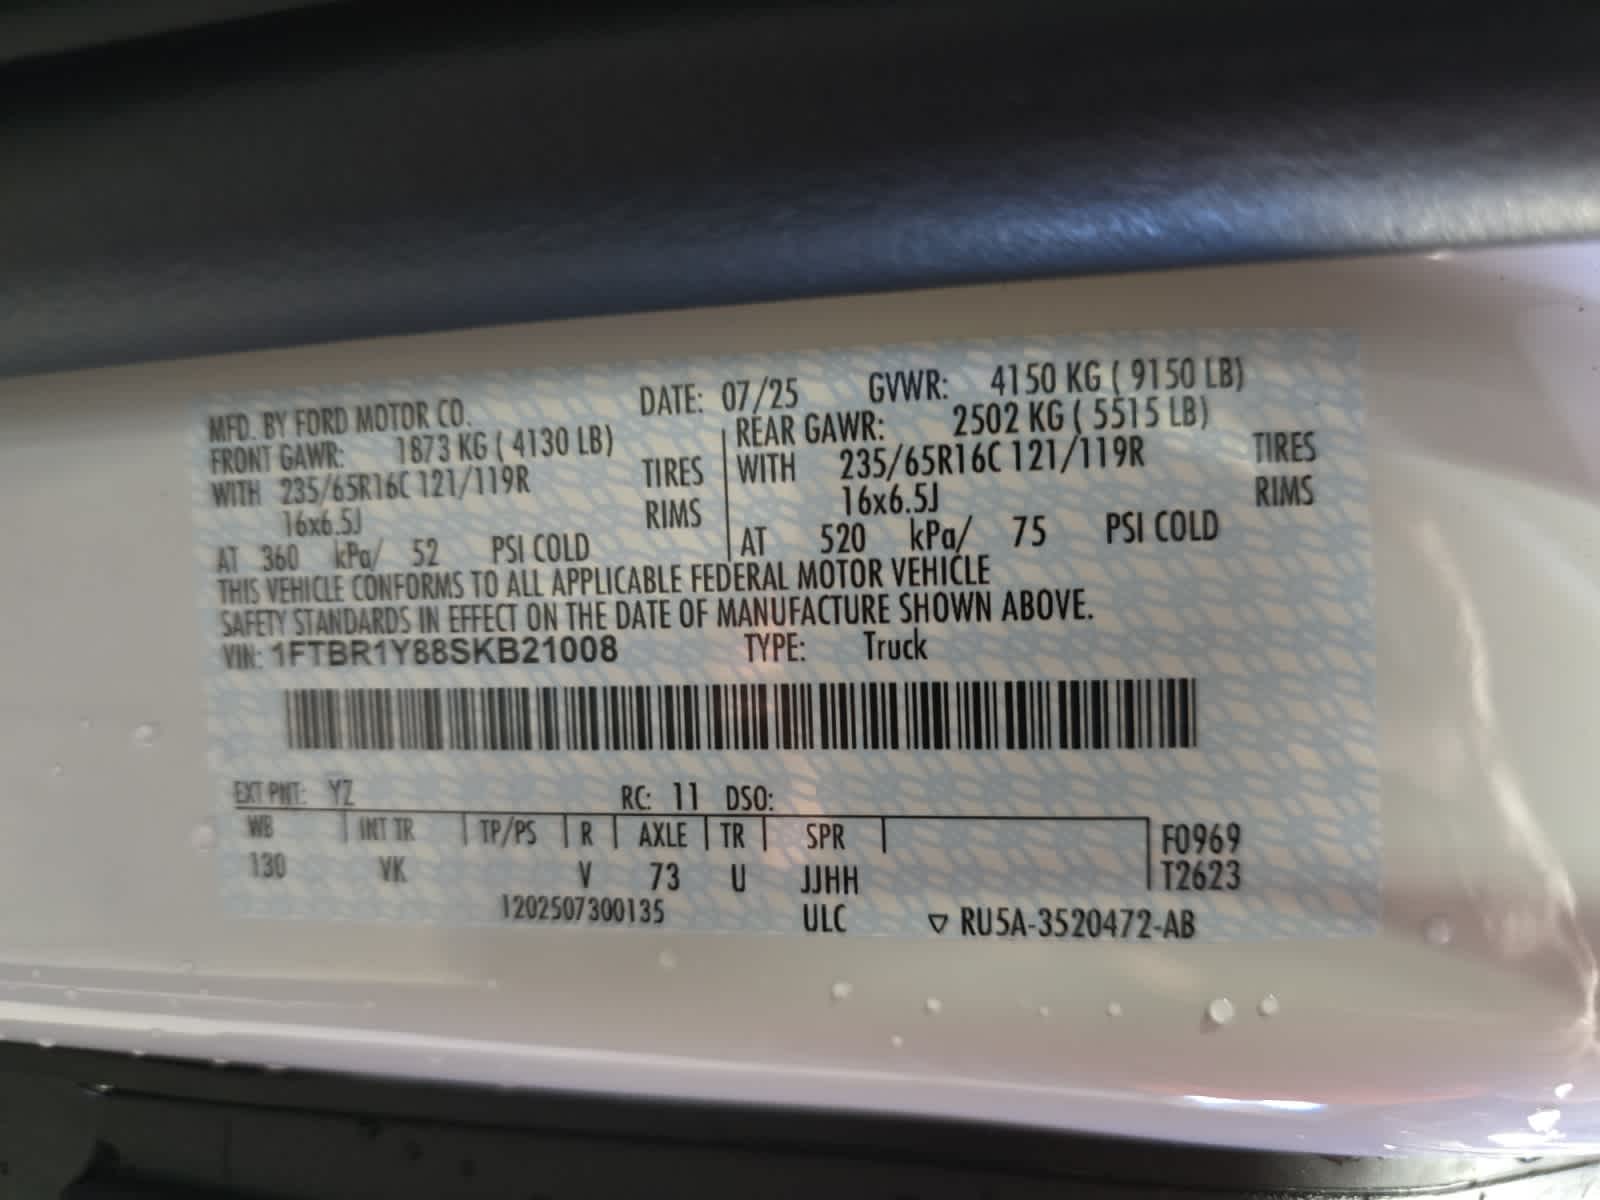 MFD. BY FORD MOTOR CO. DATE: 07/25 GVWR: 4150 KG ( 9150 LB)
FRONT GAWR: 1873 KG ( 4130 LB) REAR GAWR: 2502 KG ( 5515 LB)
WITH 235/65R16C 121/119R TIRES WITH 235/65R16C 121/119R TIRES
16x6.5J RIMS 16x6.5J RIMS
AT 360 kPa/ 52 PSI COLD AT 520 kPa/ 75 PSI COLD
THIS VEHICLE CONFORMS TO ALL APPLICABLE FEDERAL MOTOR VEHICLE
SAFETY STANDARDS IN EFFECT ON THE DATE OF MANUFACTURE SHOWN ABOVE.
VIN: 1FTBR1Y88SKB21008 TYPE: Truck
EXT PNT: YZ RC: 11 DSO:
WB INT TR TP/PS R AXLE TR SPR F0969
130 VK V 73 U JJHH T2623
1202507300135 ULC ▽ RU5A-3520472-AB